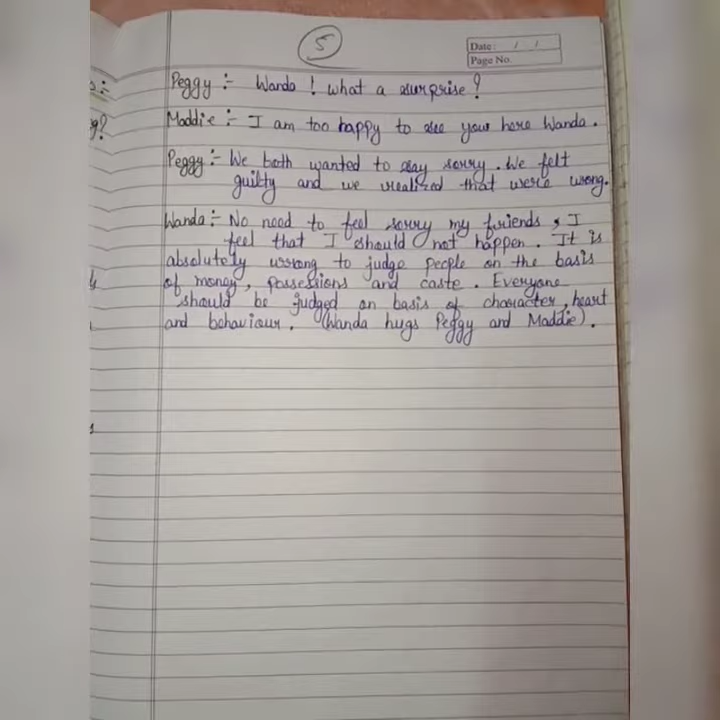 5
Date : / /
Page No.
Peggy :- Wanda ! What a surprise ?
g?
Maddie :- I am too happy to see your here Wanda .
Peggy :- We both wanted to say sorry . We felt
guilty and we realized that were wrong.
Wanda :- No need to feel sorry my friends , I
feel that I should not happen . It is
absolutely wrong to judge people on the basis
of money , possessions and caste . Everyone
should be judged on basis of character , heart
and behaviour . (Wanda hugs Peggy and Maddie) .